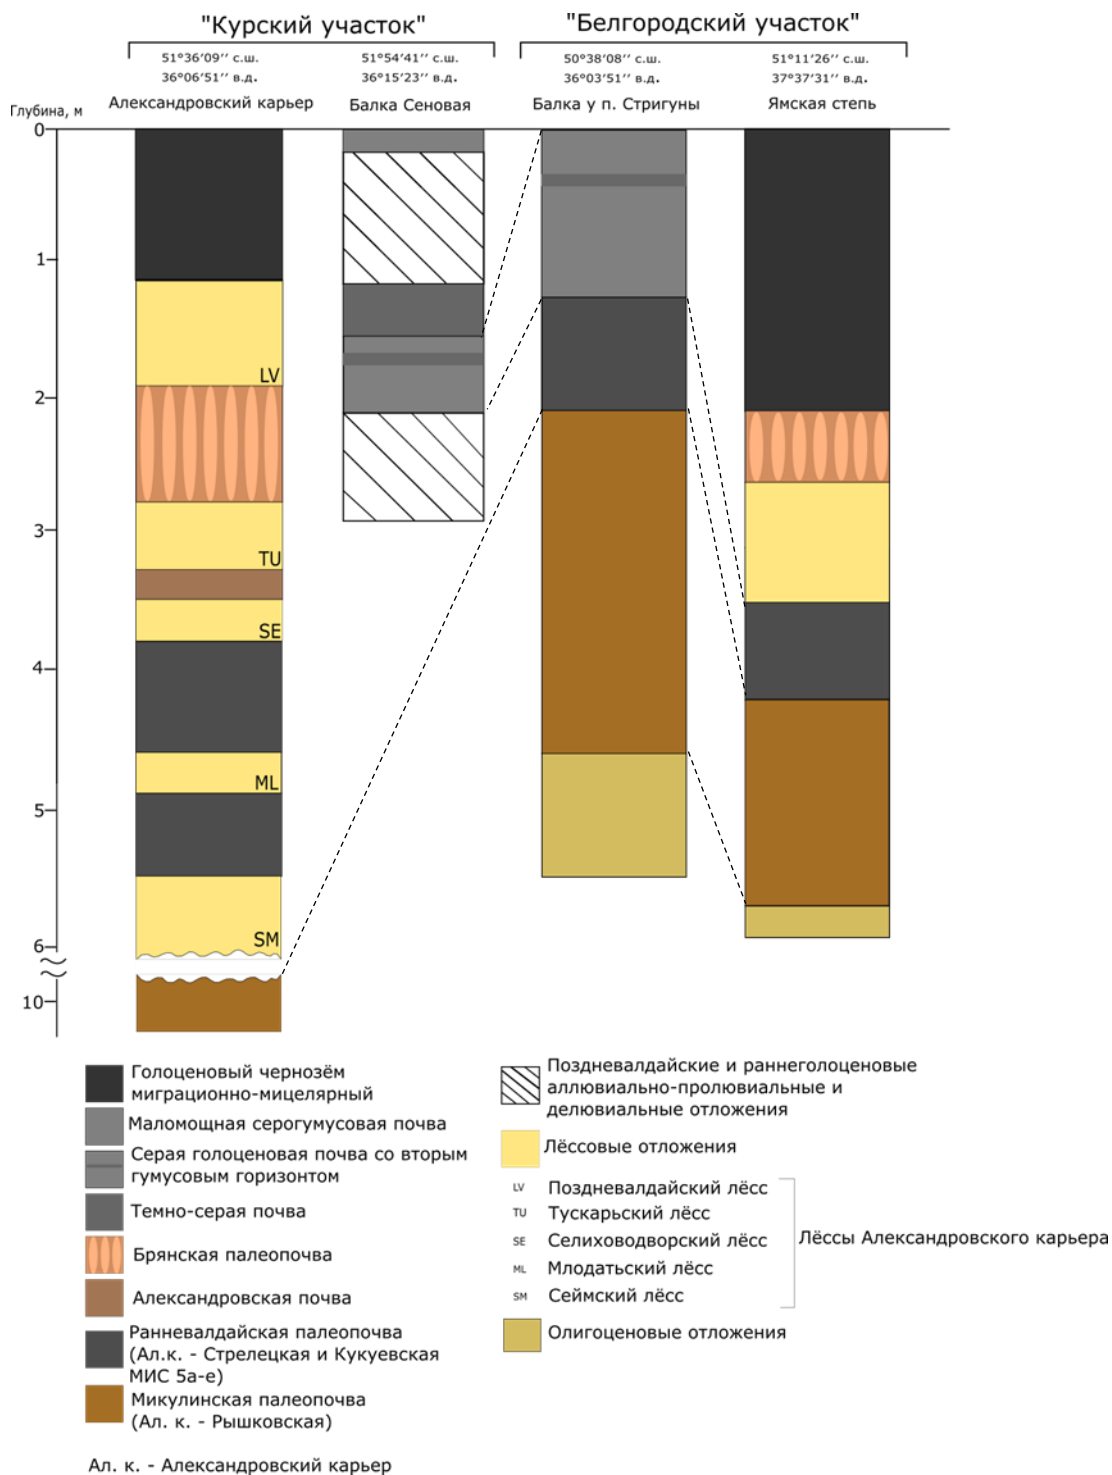 "Курский участок"
"Белгородский участок"
51°36′09′′ с.ш.
36°06′51′′ в.д.
Александровский карьер
51°54′41′′ с.ш.
36°15′23′′ в.д.
Балка Сеновая
50°38′08′′ с.ш.
36°03′51′′ в.д.
Балка у п. Стригуны
51°11′26′′ с.ш.
37°37′31′′ в.д.
Ямская степь
Глубина, м
0
1
2
3
4
5
6
10
LV
TU
SE
ML
SM
Голоценовый чернозём
миграционно-мицелярный
Маломощная серогумусовая почва
Серая голоценовая почва со вторым
гумусовым горизонтом
Темно-серая почва
Брянская палеопочва
Александровская почва
Ранневалдайская палеопочва
(Ал.к. - Стрелецкая и Кукуевская
МИС 5а-е)
Микулинская палеопочва
(Ал. к. - Рышковская)
Ал. к. - Александровский карьер
Поздневалдайские и раннеголоценовые
аллювиально-пролювиальные и
делювиальные отложения
Лёссовые отложения
LV Поздневалдайский лёсс
TU Тускарьский лёсс
SE Селиховодворский лёсс
ML Млодатьский лёсс
SM Сеймский лёсс
Лёссы Александровского карьера
Олигоценовые отложения